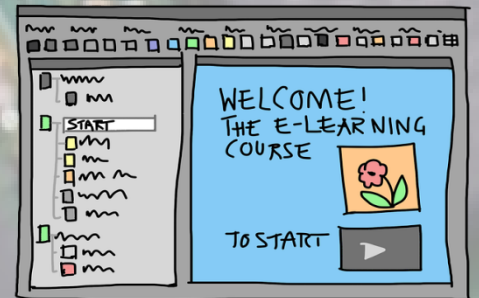 START
WELCOME!
THE E-LEARNING
COURSE
TO START